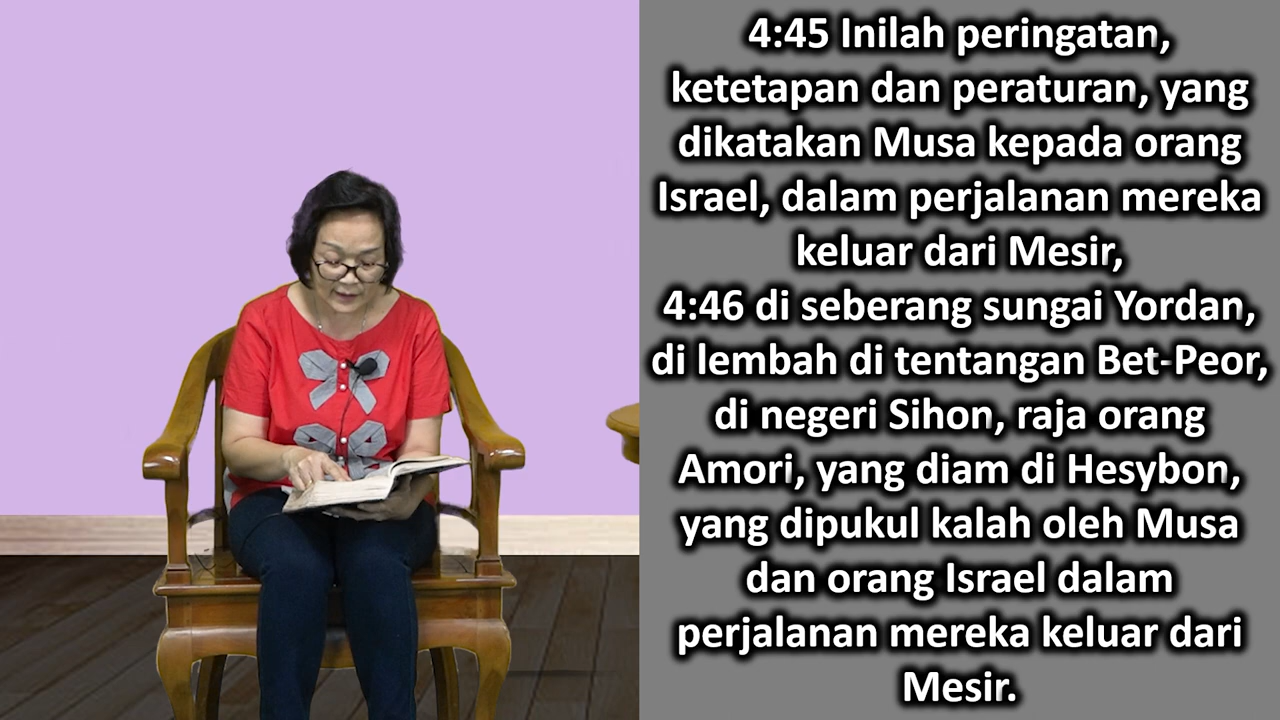 4:45 Inilah peringatan,
ketetapan dan peraturan, yang
dikatakan Musa kepada orang
Israel, dalam perjalanan mereka
keluar dari Mesir,
4:46 di seberang sungai Yordan,
di lembah di tentangan Bet-Peor,
di negeri Sihon, raja orang
Amori, yang diam di Hesybon,
yang dipukul kalah oleh Musa
dan orang Israel dalam
perjalanan mereka keluar dari
Mesir.